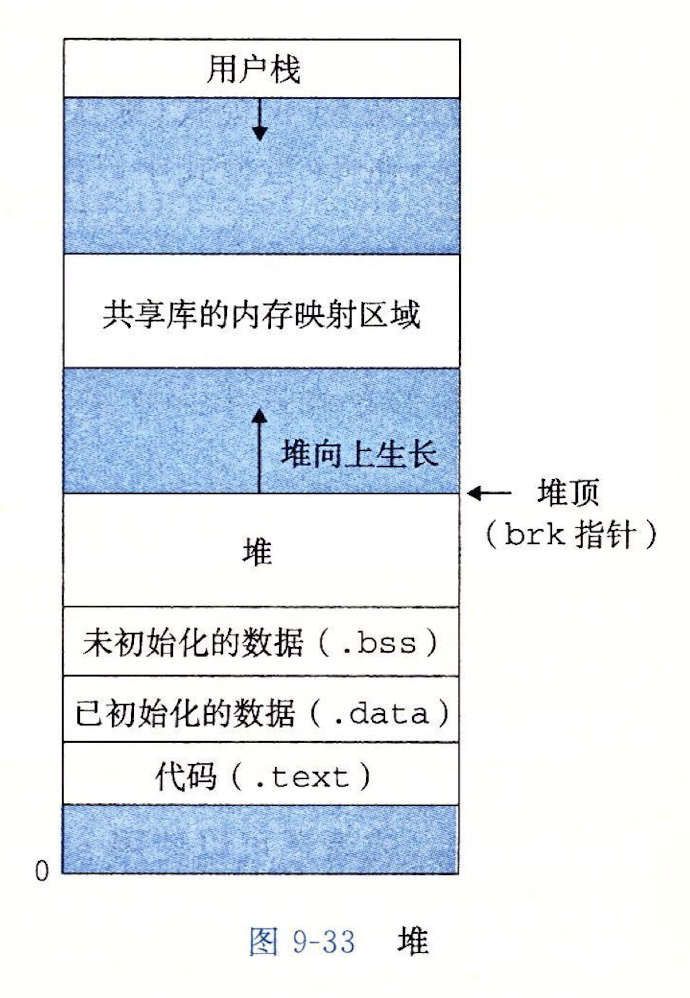 用户栈
共享库的内存映射区域
堆向上生长
堆顶
（brk 指针）
堆
未初始化的数据（.bss）
已初始化的数据（.data）
代码（.text）
0
图 9-33 堆